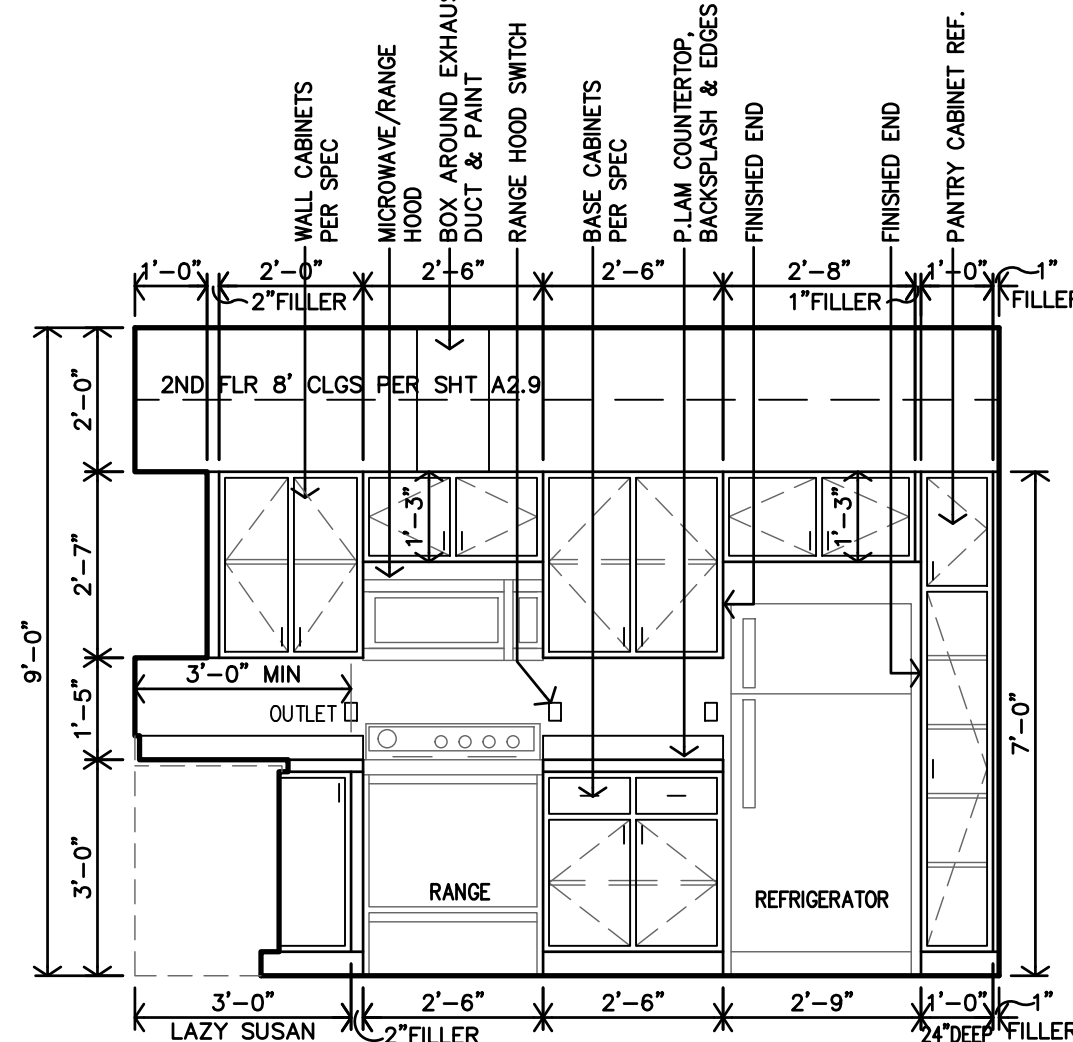 WALL CABINETS
PER SPEC
MICROWAVE/RANGE
HOOD
BOX AROUND
DUCT & PAINT
RANGE HOOD SWITCH
BASE CABINETS
PER SPEC
P.LAM COUNTERTOP,
BACKSPLASH & EDGES
FINISHED END
FINISHED END
PANTRY CABINET REF.
1'-0" 2'-0" 2'-6" 2'-6" 2'-8" 1'-0" 1"
2"FILLER 1"FILLER FILLER
2ND FLR 8' CLGS PER SHT A2.9
2'-0"
1'-3" 1'-3"
2'-7"
9'-0"
3'-0" MIN
1'-5"
OUTLET
7'-0"
3'-0"
RANGE
REFRIGERATOR
3'-0" 2'-6" 2'-6" 2'-9" 1'-0" 1"
LAZY SUSAN 2"FILLER 24"DEEP FILLER